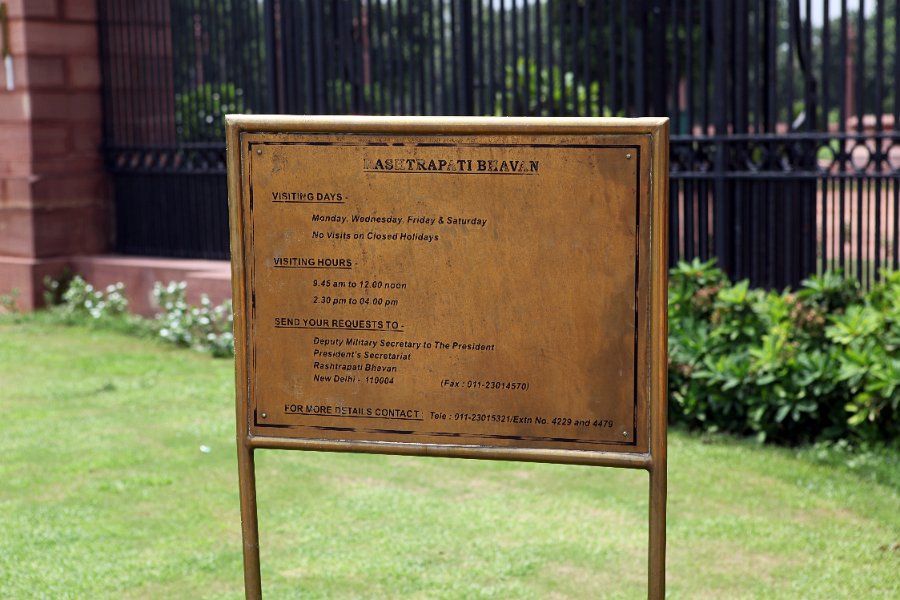 RASHTRAPATI BHAVAN
VISITING DAYS -
Monday, Wednesday, Friday & Saturday
No Visits on Closed Holidays
VISITING HOURS -
9.45 am to 12.00 noon
2.30 pm to 04.00 pm
SEND YOUR REQUESTS TO -
Deputy Military Secretary to The President
President's Secretariat
Rashtrapati Bhavan
New Delhi - 110004 (Fax : 011-23014570)
FOR MORE DETAILS CONTACT : Tele : 011-23015321/Extn No. 4229 and 4479